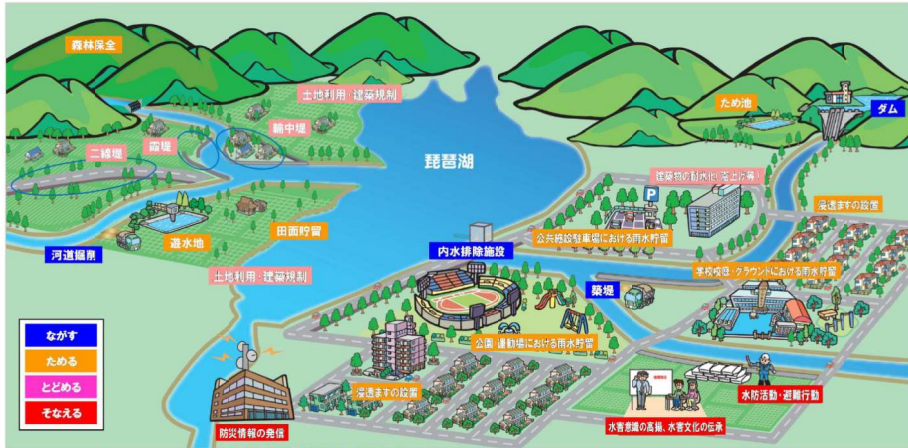 森林保全
土地利用・建築規制
ため池
ダム
輪中堤
霞堤
二線堤
琵琶湖
建築物の耐水化(嵩上げ等)
P
浸透ますの設置
田面貯留
遊水地
公共施設駐車場における雨水貯留
河道掘削
内水排除施設
土地利用・建築規制
学校校庭・グラウンドにおける雨水貯留
築堤
ながす
ためる
とどめる
そなえる
公園・運動場における雨水貯留
浸透ますの設置
水防活動・避難行動
防災情報の発信
水害意識の高揚、水害文化の伝承